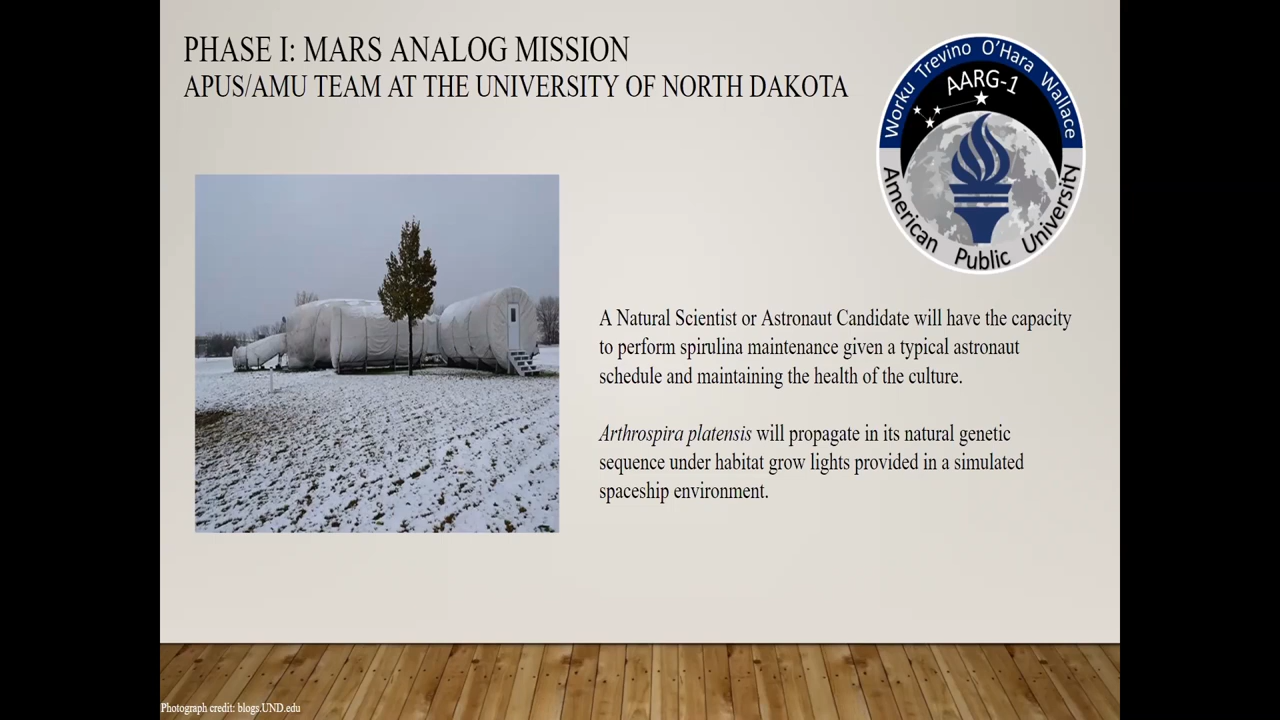 PHASE I: MARS ANALOG MISSION
APUS/AMU TEAM AT THE UNIVERSITY OF NORTH DAKOTA
Worku Trevino O'Hara Wallace
AARG-1
American Public University
A Natural Scientist or Astronaut Candidate will have the capacity
to perform spirulina maintenance given a typical astronaut
schedule and maintaining the health of the culture.
Arthrospira platensis will propagate in its natural genetic
sequence under habitat grow lights provided in a simulated
spaceship environment.
Photograph credit: blogs.UND.edu